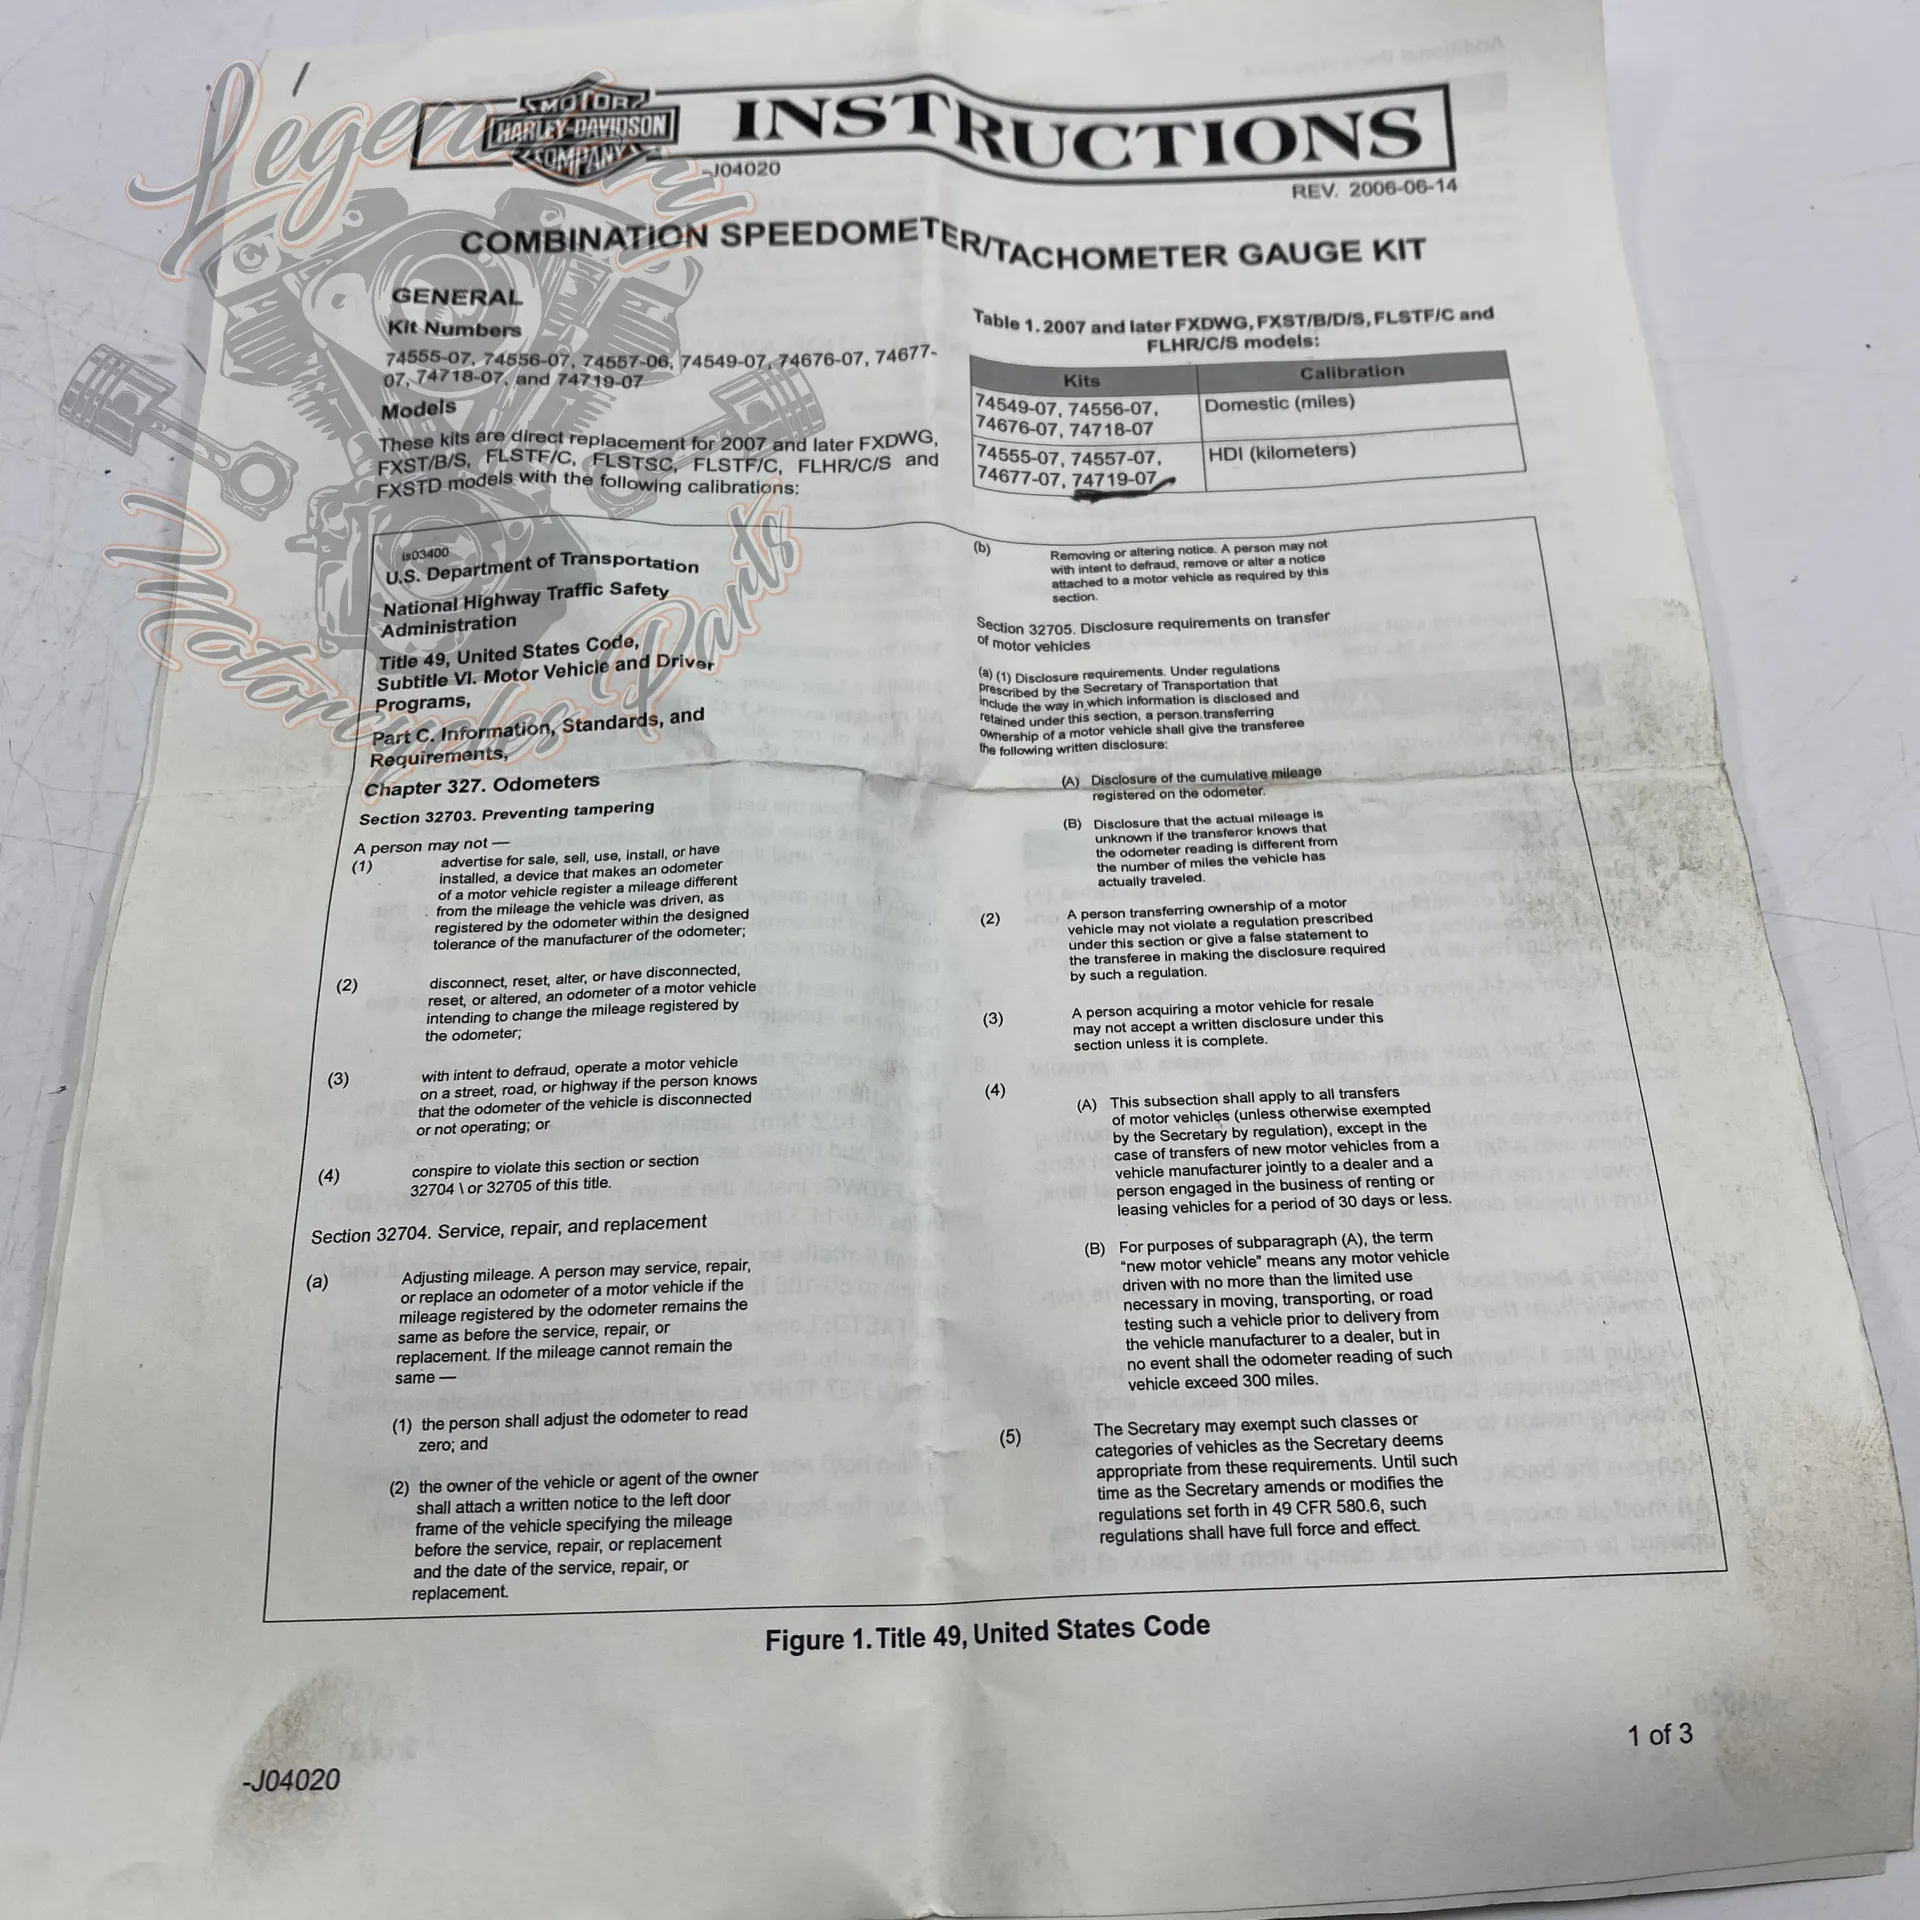 Legendary
Motorcycles Parts
MOTOR
HARLEY-DAVIDSON
COMPANY
INSTRUCTIONS
-J04020
REV. 2006-06-14
COMBINATION SPEEDOMETER/TACHOMETER GAUGE KIT
GENERAL
Kit Numbers
74555-07, 74556-07, 74557-06, 74549-07, 74676-07, 74677-
07, 74718-07, and 74719-07
Models
These kits are direct replacement for 2007 and later FXDWG,
FXST/B/S, FLSTF/C, FLSTSC, FLSTF/C, FLHR/C/S and
FXSTD models with the following calibrations:
Table 1. 2007 and later FXDWG, FXST/B/D/S, FLSTF/C and
FLHR/C/S models:
Kits
Calibration
74549-07, 74556-07,
74676-07, 74718-07
Domestic (miles)
74555-07, 74557-07,
74677-07, 74719-07
HDI (kilometers)
is03400
U.S. Department of Transportation
National Highway Traffic Safety
Administration
Title 49, United States Code,
Subtitle VI. Motor Vehicle and Driver
Programs,
Part C. Information, Standards, and
Requirements,
Chapter 327. Odometers
Section 32703. Preventing tampering
A person may not —
(1) advertise for sale, sell, use, install, or have
installed, a device that makes an odometer
of a motor vehicle register a mileage different
from the mileage the vehicle was driven, as
registered by the odometer within the designed
tolerance of the manufacturer of the odometer;
(2) disconnect, reset, alter, or have disconnected,
reset, or altered, an odometer of a motor vehicle
intending to change the mileage registered by
the odometer;
(3) with intent to defraud, operate a motor vehicle
on a street, road, or highway if the person knows
that the odometer of the vehicle is disconnected
or not operating; or
(4) conspire to violate this section or section
32704 \ or 32705 of this title.
Section 32704. Service, repair, and replacement
(a) Adjusting mileage. A person may service, repair,
or replace an odometer of a motor vehicle if the
mileage registered by the odometer remains the
same as before the service, repair, or
replacement. If the mileage cannot remain the
same —
(1) the person shall adjust the odometer to read
zero; and
(2) the owner of the vehicle or agent of the owner
shall attach a written notice to the left door
frame of the vehicle specifying the mileage
before the service, repair, or replacement
and the date of the service, repair, or
replacement.
(b) Removing or altering notice. A person may not
with intent to defraud, remove or alter a notice
attached to a motor vehicle as required by this
section.
Section 32705. Disclosure requirements on transfer
of motor vehicles
(a) (1) Disclosure requirements. Under regulations
prescribed by the Secretary of Transportation that
include the way in which information is disclosed and
retained under this section, a person transferring
ownership of a motor vehicle shall give the transferee
the following written disclosure:
(A) Disclosure of the cumulative mileage
registered on the odometer.
(B) Disclosure that the actual mileage is
unknown if the transferor knows that
the odometer reading is different from
the number of miles the vehicle has
actually traveled.
(2) A person transferring ownership of a motor
vehicle may not violate a regulation prescribed
under this section or give a false statement to
the transferee in making the disclosure required
by such a regulation.
(3) A person acquiring a motor vehicle for resale
may not accept a written disclosure under this
section unless it is complete.
(4) (A) This subsection shall apply to all transfers
of motor vehicles (unless otherwise exempted
by the Secretary by regulation), except in the
case of transfers of new motor vehicles from a
vehicle manufacturer jointly to a dealer and a
person engaged in the business of renting or
leasing vehicles for a period of 30 days or less.
(B) For purposes of subparagraph (A), the term
"new motor vehicle" means any motor vehicle
driven with no more than the limited use
necessary in moving, transporting, or road
testing such a vehicle prior to delivery from
the vehicle manufacturer to a dealer, but in
no event shall the odometer reading of such
vehicle exceed 300 miles.
(5) The Secretary may exempt such classes or
categories of vehicles as the Secretary deems
appropriate from these requirements. Until such
time as the Secretary amends or modifies the
regulations set forth in 49 CFR 580.6, such
regulations shall have full force and effect.
Figure 1. Title 49, United States Code
-J04020
1 of 3